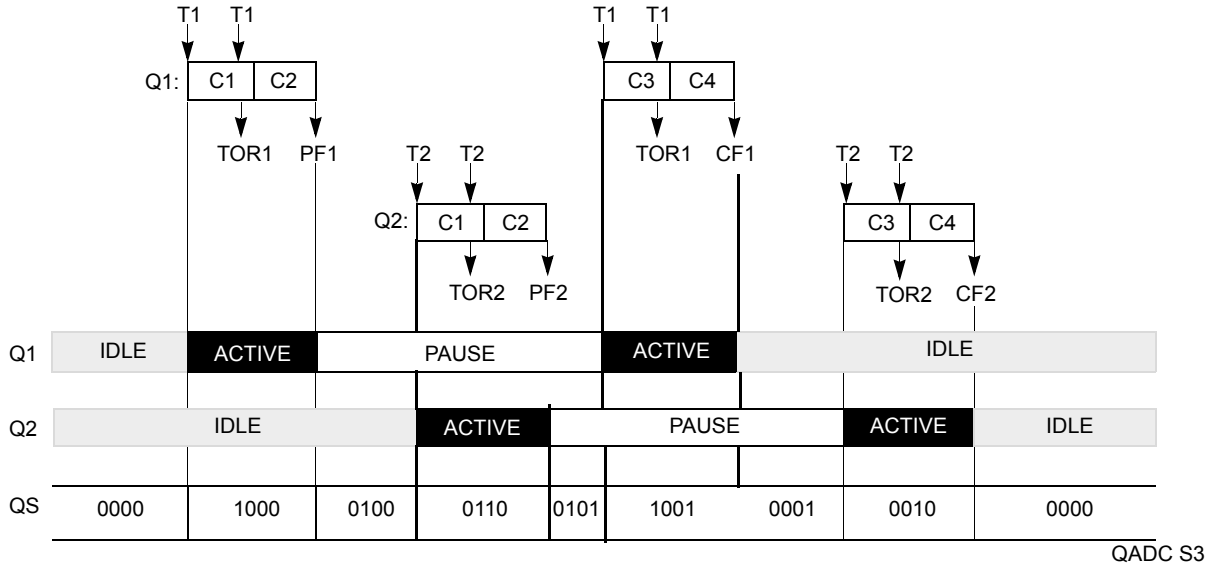 T1 T1 T1 T1
Q1: C1 C2 C3 C4
TOR1 PF1 T2 T2 TOR1 CF1 T2 T2
Q2: C1 C2 C3 C4
TOR2 PF2 TOR2 CF2
Q1 IDLE ACTIVE PAUSE ACTIVE IDLE
Q2 IDLE ACTIVE PAUSE ACTIVE IDLE
QS 0000 1000 0100 0110 0101 1001 0001 0010 0000
QADC S3